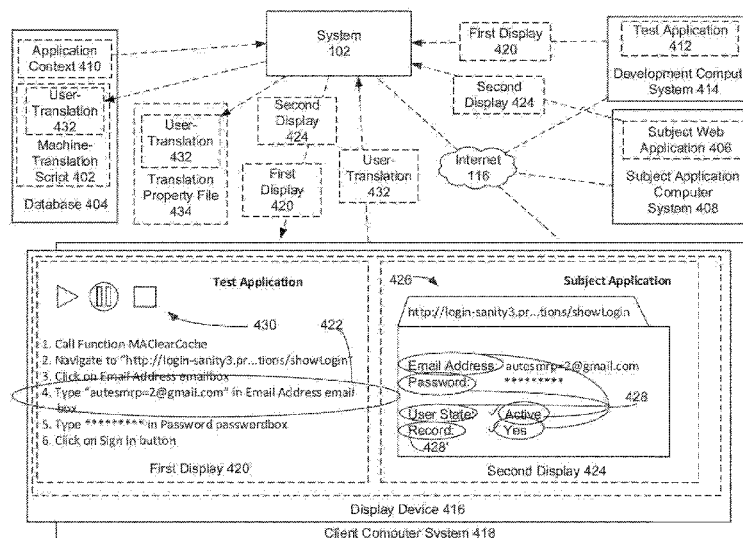 Application
Context 410
User-
Translation
432
Machine-
Translation
Script 402
Database 404
User-
Translation
432
Translation
Property File
434
System
102
Second
Display
424
First
Display
420
User-
Translation
432
First Display
420
Second
Display 424
Internet
116
Test Application
412
Development Computer
System 414
Subject Web
Application 406
Subject Application
Computer
System 408
Test Application
430
422
1. Call Function MAClearCache
2. Navigate to "http://login-sanity3.pr...tions/showLogin"
3. Click on Email Address emailbox
4. Type "autesmrp=2@gmail.com" in Email Address email
box
5. Type ********* in Password passwordbox
6. Click on Sign In button
First Display 420
426
Subject Application
http://login-sanity3.pr...tions/showLogin
Email Address: autesmrp=2@gmail.com
Password: *********
User State: ✓ Active
Record: ✓ Yes
428
428'
Second Display 424
Display Device 416
Client Computer System 418